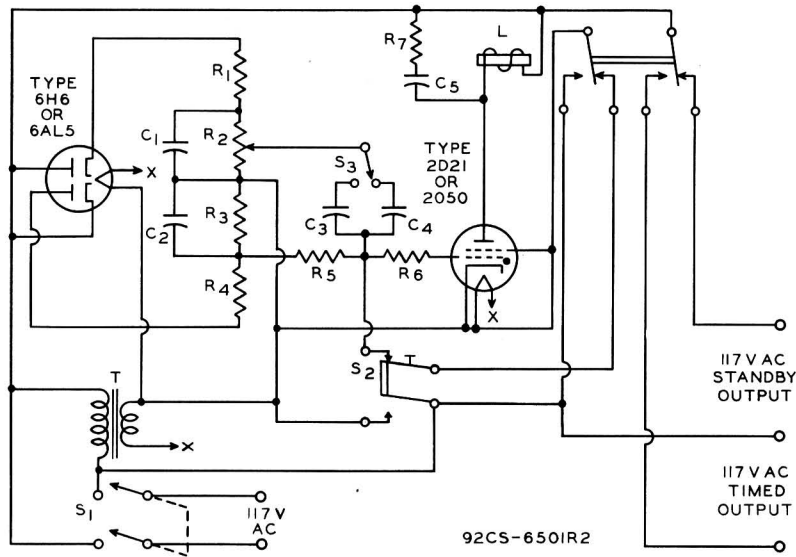 R7
L
C5
TYPE
6H6
OR
6AL5
R1
C1
R2
X
S3
TYPE
2D21
OR
2050
C2
R3
C3
C4
R5
R6
R4
X
S2
T
117 V AC
STANDBY
OUTPUT
T
X
117 V AC
TIMED
OUTPUT
S1
117 V
AC
92CS-6501R2